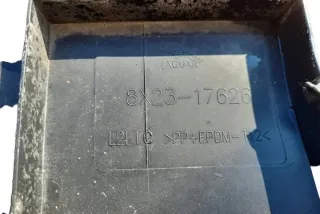 JAGUAR
8X23-17626
L2LTC >PP+EPDM-T12<